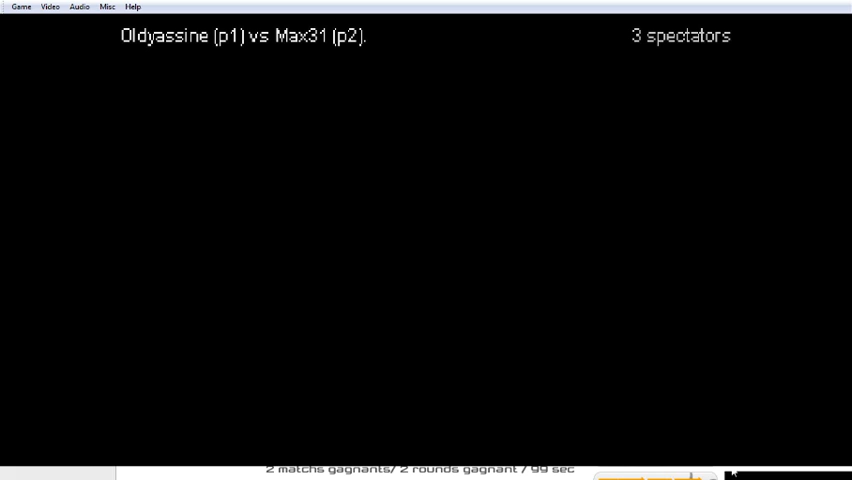 Game Video Audio Misc Help
Oldyassine (p1) vs Max31 (p2). 3 spectators
2 matchs gagnants/ 2 rounds gagnant / 99 sec